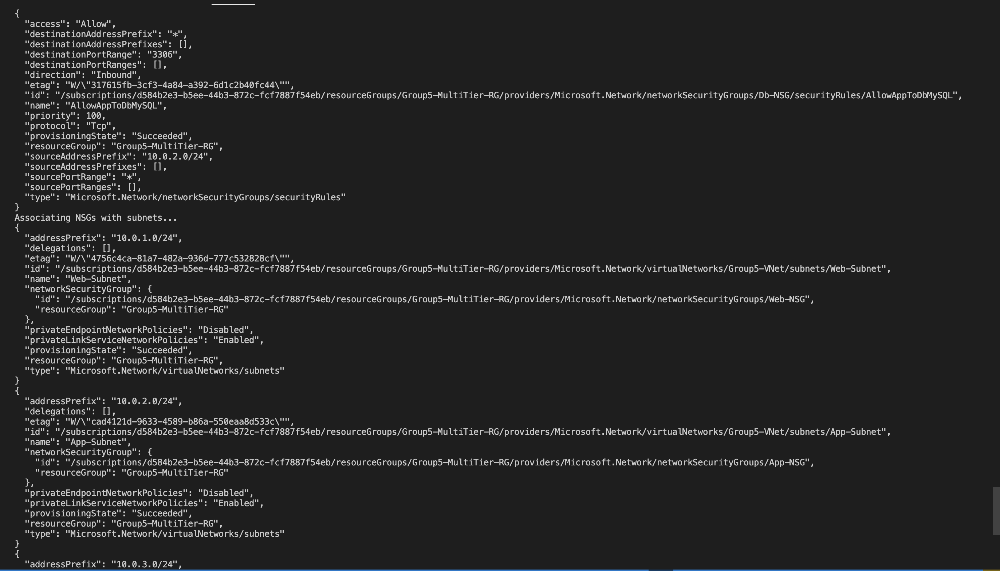 {
  "access": "Allow",
  "destinationAddressPrefix": "*",
  "destinationAddressPrefixes": [],
  "destinationPortRange": "3306",
  "destinationPortRanges": [],
  "direction": "Inbound",
  "etag": "W/\"317615fb-3cf3-4a84-a392-6d1c2b40fc44\"",
  "id": "/subscriptions/d584b2e3-b5ee-44b3-872c-fcf7887f54eb/resourceGroups/Group5-MultiTier-RG/providers/Microsoft.Network/networkSecurityGroups/Db-NSG/securityRules/AllowAppToDbMySQL",
  "name": "AllowAppToDbMySQL",
  "priority": 100,
  "protocol": "Tcp",
  "provisioningState": "Succeeded",
  "resourceGroup": "Group5-MultiTier-RG",
  "sourceAddressPrefix": "10.0.2.0/24",
  "sourceAddressPrefixes": [],
  "sourcePortRange": "*",
  "sourcePortRanges": [],
  "type": "Microsoft.Network/networkSecurityGroups/securityRules"
}
Associating NSGs with subnets...
{
  "addressPrefix": "10.0.1.0/24",
  "delegations": [],
  "etag": "W/\"4756c4ca-81a7-482a-936d-777c532828cf\"",
  "id": "/subscriptions/d584b2e3-b5ee-44b3-872c-fcf7887f54eb/resourceGroups/Group5-MultiTier-RG/providers/Microsoft.Network/virtualNetworks/Group5-VNet/subnets/Web-Subnet",
  "name": "Web-Subnet",
  "networkSecurityGroup": {
    "id": "/subscriptions/d584b2e3-b5ee-44b3-872c-fcf7887f54eb/resourceGroups/Group5-MultiTier-RG/providers/Microsoft.Network/networkSecurityGroups/Web-NSG",
    "resourceGroup": "Group5-MultiTier-RG"
  },
  "privateEndpointNetworkPolicies": "Disabled",
  "privateLinkServiceNetworkPolicies": "Enabled",
  "provisioningState": "Succeeded",
  "resourceGroup": "Group5-MultiTier-RG",
  "type": "Microsoft.Network/virtualNetworks/subnets"
}
{
  "addressPrefix": "10.0.2.0/24",
  "delegations": [],
  "etag": "W/\"cad4121d-9633-4589-b86a-550eaa8d533c\"",
  "id": "/subscriptions/d584b2e3-b5ee-44b3-872c-fcf7887f54eb/resourceGroups/Group5-MultiTier-RG/providers/Microsoft.Network/virtualNetworks/Group5-VNet/subnets/App-Subnet",
  "name": "App-Subnet",
  "networkSecurityGroup": {
    "id": "/subscriptions/d584b2e3-b5ee-44b3-872c-fcf7887f54eb/resourceGroups/Group5-MultiTier-RG/providers/Microsoft.Network/networkSecurityGroups/App-NSG",
    "resourceGroup": "Group5-MultiTier-RG"
  },
  "privateEndpointNetworkPolicies": "Disabled",
  "privateLinkServiceNetworkPolicies": "Enabled",
  "provisioningState": "Succeeded",
  "resourceGroup": "Group5-MultiTier-RG",
  "type": "Microsoft.Network/virtualNetworks/subnets"
}
{
  "addressPrefix": "10.0.3.0/24",